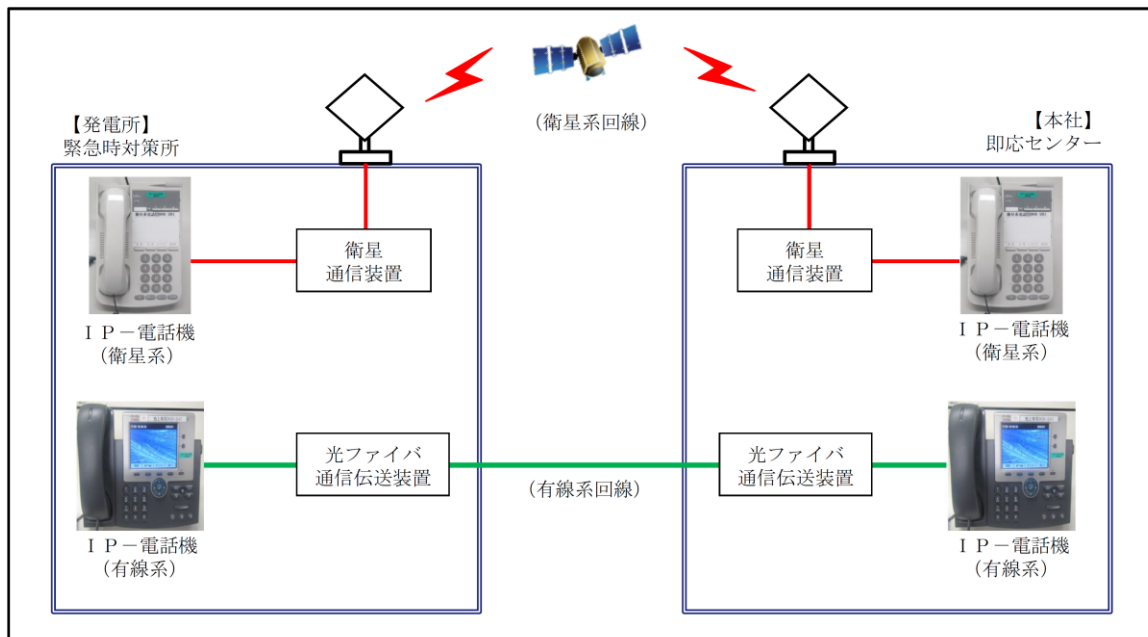 (衛星系回線)
【発電所】
緊急時対策所
【本社】
即応センター
衛星
通信装置
衛星
通信装置
IP-電話機
(衛星系)
IP-電話機
(衛星系)
光ファイバ
通信伝送装置
光ファイバ
通信伝送装置
(有線系回線)
IP-電話機
(有線系)
IP-電話機
(有線系)